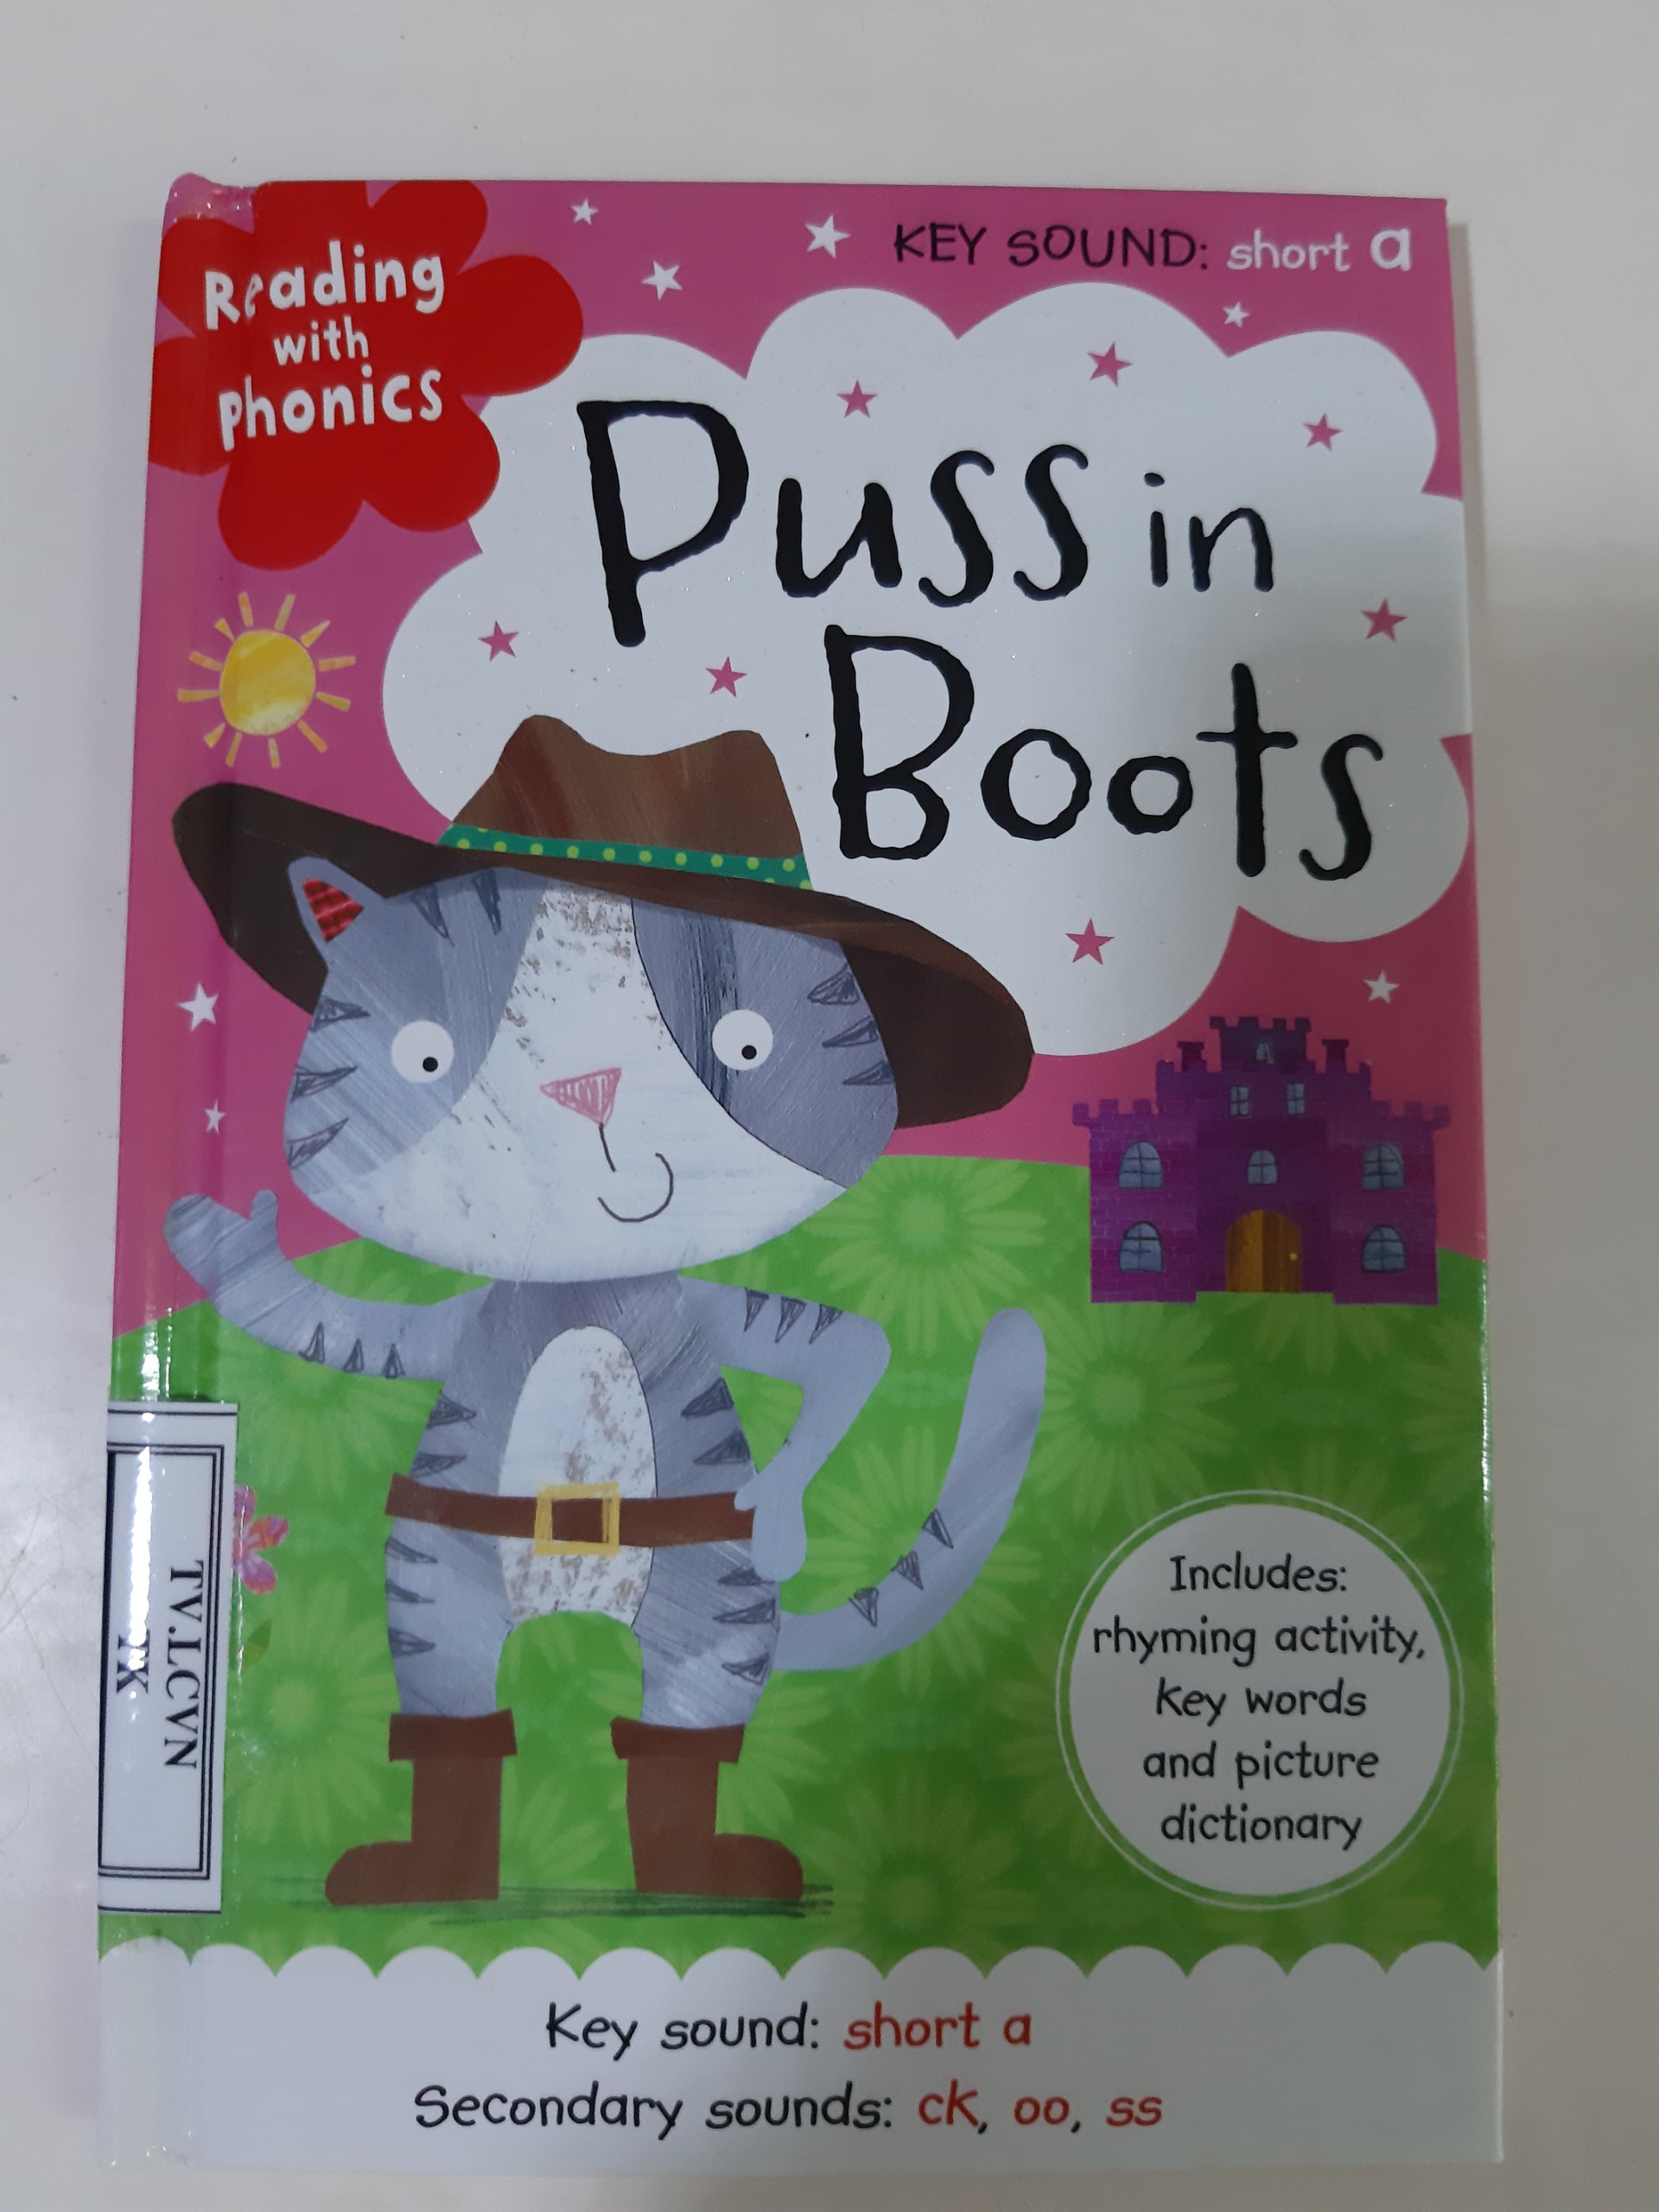 Reading
with
phonics
KEY SOUND: short a
Puss in
Boots
Includes:
rhyming activity,
key words
and picture
dictionary
TV.LCVN
Key sound: short a
Secondary sounds: ck, oo, ss